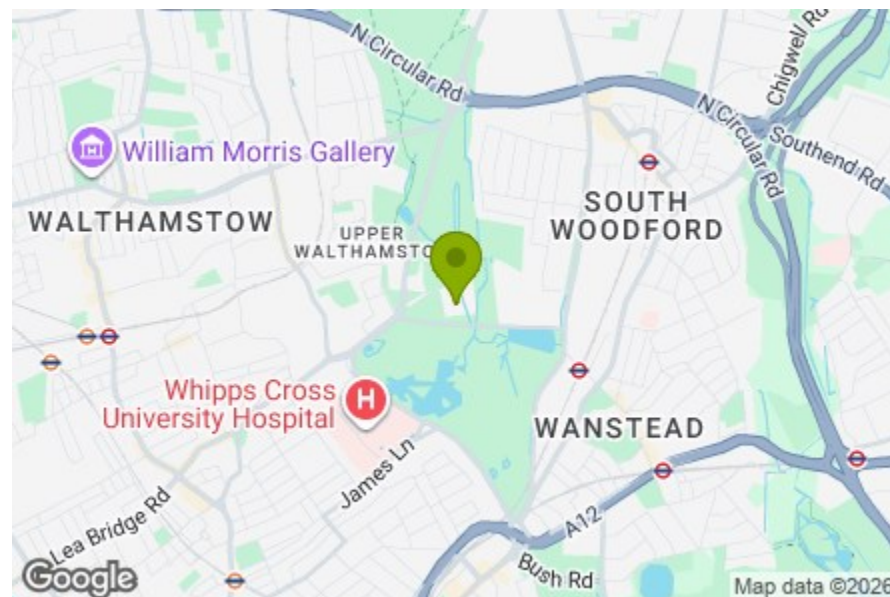 N Circular Rd
Chigwell Rd
William Morris Gallery
N Circular Rd
Southend Rd
SOUTH
WOODFORD
WALTHAMSTOW
UPPER
WALTHAMSTO
Whipps Cross
University Hospital
H
WANSTEAD
James Ln
Lea Bridge Rd
A12
Bush Rd
Google
Map data ©2026